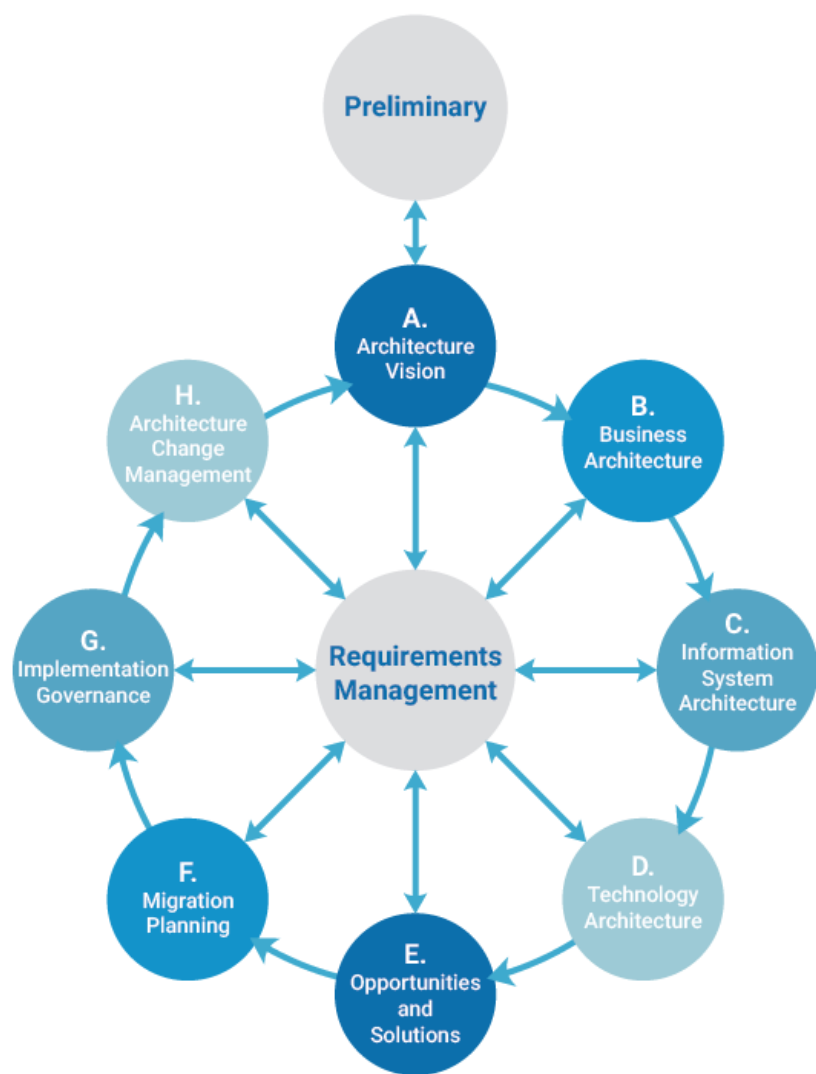 Preliminary
A.
Architecture
Vision
B.
Business
Architecture
C.
Information
System
Architecture
D.
Technology
Architecture
E.
Opportunities
and
Solutions
F.
Migration
Planning
G.
Implementation
Governance
H.
Architecture
Change
Management
Requirements
Management